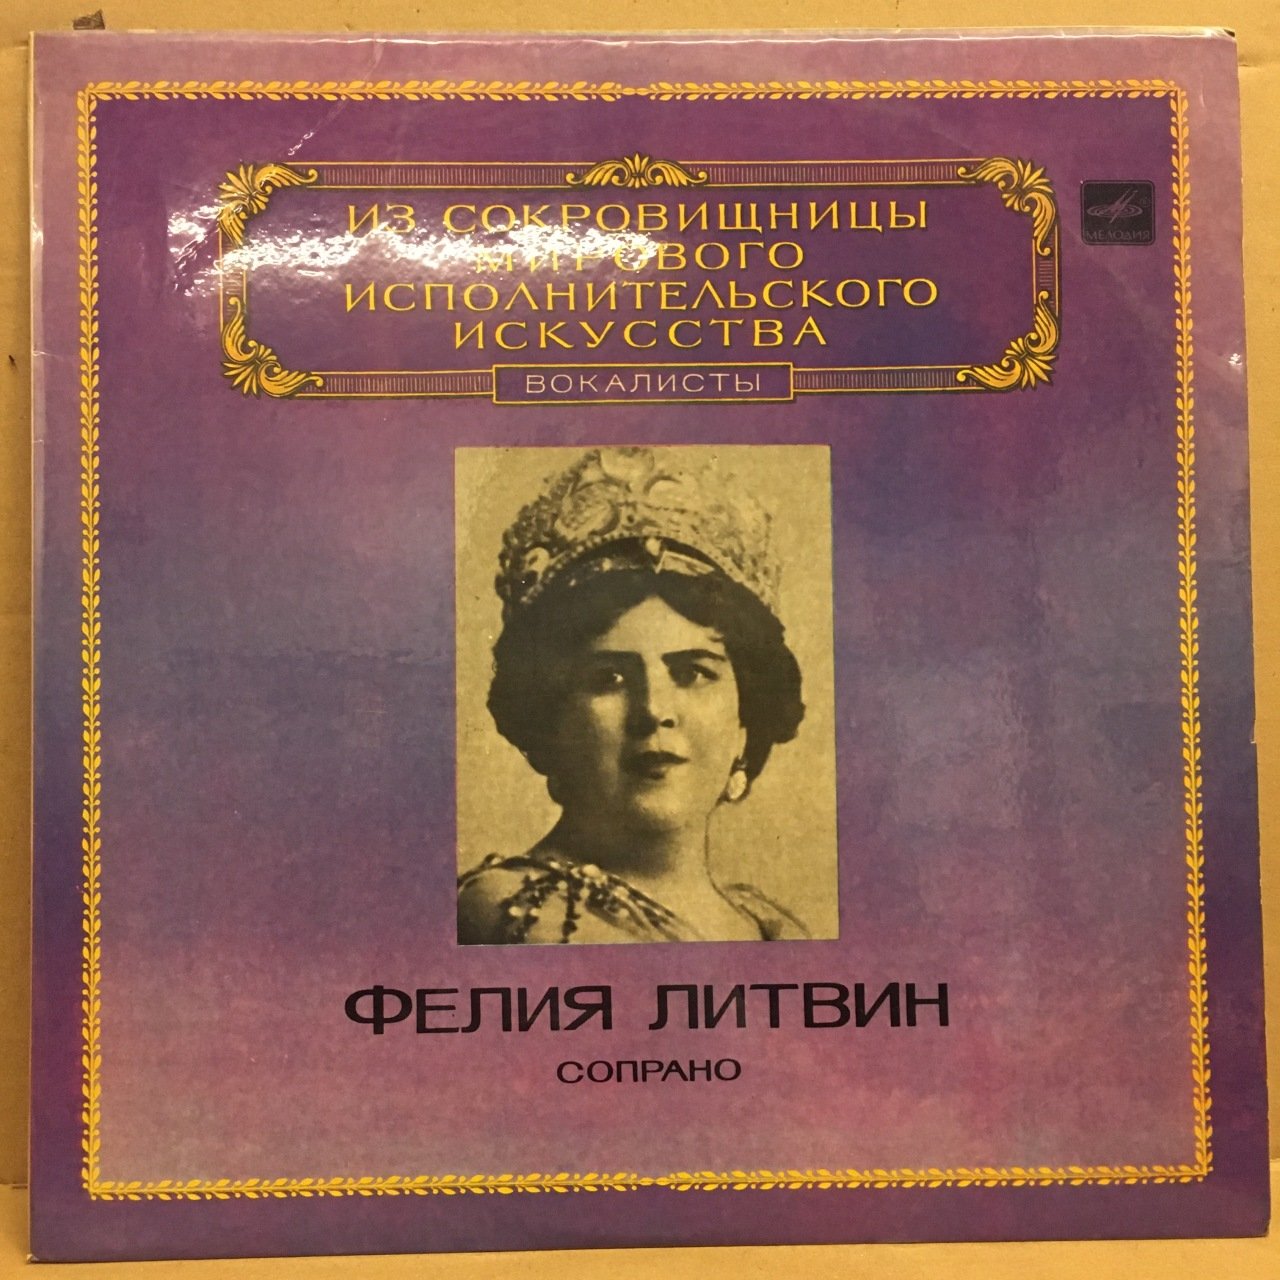 ИЗ СОКРОВИЩНИЦЫ
МИРОВОГО
ИСПОЛНИТЕЛЬСКОГО
ИСКУССТВА
ВОКАЛИСТЫ
МЕЛОДИЯ
ФЕЛИЯ ЛИТВИН
СОПРАНО